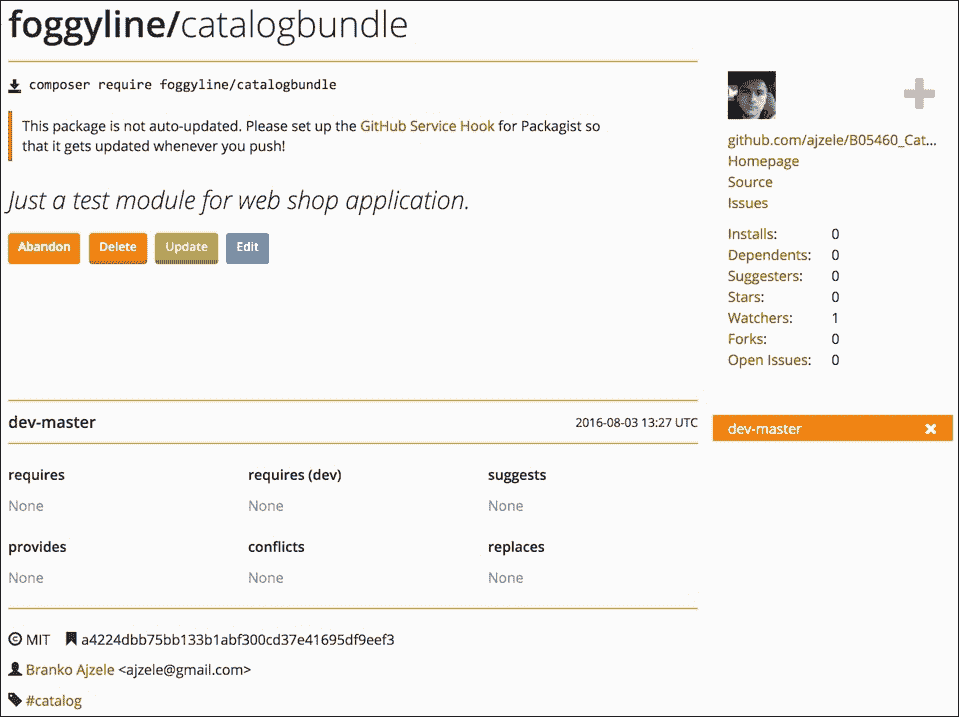 foggyline/catalogbundle
composer require foggyline/catalogbundle
This package is not auto-updated. Please set up the GitHub Service Hook for Packagist so
that it gets updated whenever you push!
Just a test module for web shop application.
Abandon Delete Update Edit
github.com/ajzele/B05460_Cat...
Homepage
Source
Issues
Installs: 0
Dependents: 0
Suggesters: 0
Stars: 0
Watchers: 1
Forks: 0
Open Issues: 0
dev-master 2016-08-03 13:27 UTC
dev-master
requires requires (dev) suggests
None None None
provides conflicts replaces
None None None
MIT a4224dbb75bb133b1abf300cd37e41695df9eef3
Branko Ajzele <ajzele@gmail.com>
#catalog